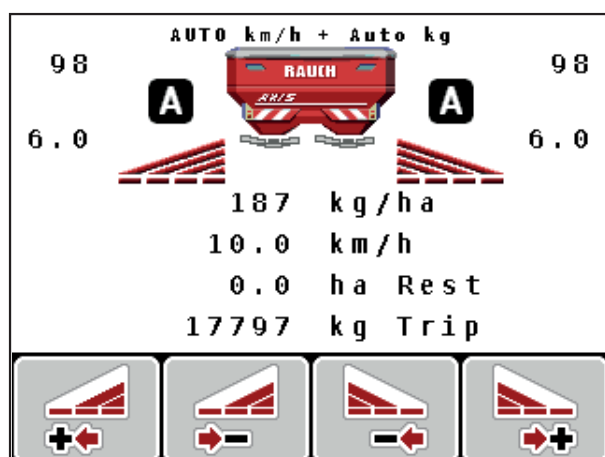 AUTO km/h + Auto kg
98 98
RAUCH
AXIS
A A
6.0 6.0
187 kg/ha
10.0 km/h
0.0 ha Rest
17797 kg Trip